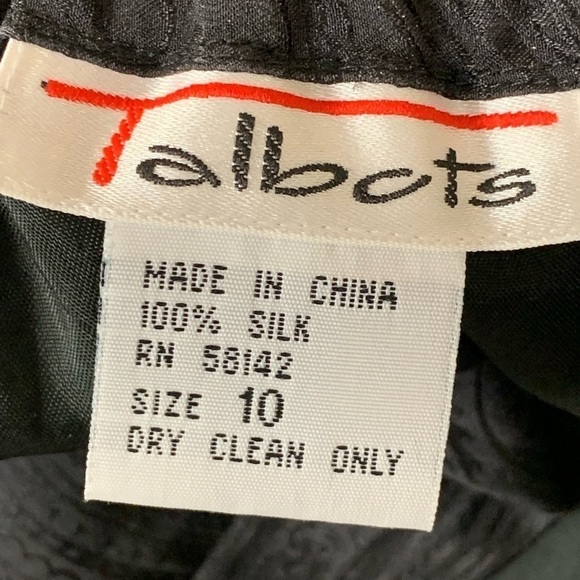 Talbots
MADE IN CHINA
100% SILK
RN 58142
SIZE 10
DRY CLEAN ONLY